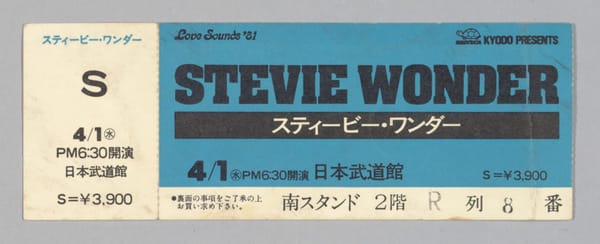 スティービー・ワンダー
S
4/1㊌
PM6:30開演
日本武道館
S=¥3,900
Love Sounds '81
KYODO PRESENTS
STEVIE WONDER
スティービー・ワンダー
4/1㊌PM6:30開演 日本武道館 S=¥3,900
●裏面の事項をご了承の上
お買い求め下さい。
南スタンド 2階 R 列 8 番